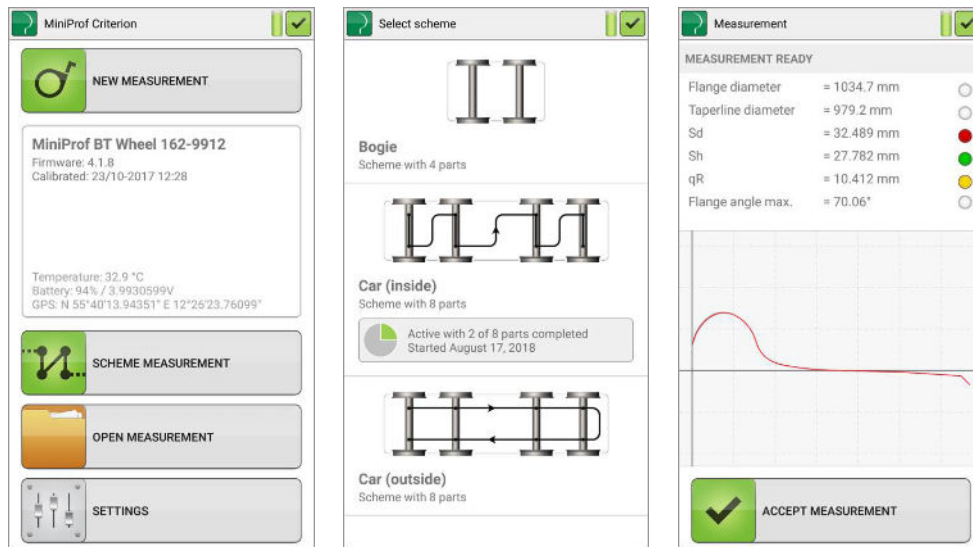 MiniProf Criterion
NEW MEASUREMENT
MiniProf BT Wheel 162-9912
Firmware: 4.1.8
Calibrated: 23/10-2017 12:28
Temperature: 32.9 °C
Battery: 94% / 3.9930599V
GPS: N 55°40'13.94351" E 12°26'23.76099"
SCHEME MEASUREMENT
OPEN MEASUREMENT
SETTINGS
Select scheme
Bogie
Scheme with 4 parts
Car (inside)
Scheme with 8 parts
Active with 2 of 8 parts completed
Started August 17, 2018
Car (outside)
Scheme with 8 parts
Measurement
MEASUREMENT READY
Flange diameter = 1034.7 mm
Taperline diameter = 979.2 mm
Sd = 32.489 mm
Sh = 27.782 mm
qR = 10.412 mm
Flange angle max. = 70.06°
ACCEPT MEASUREMENT